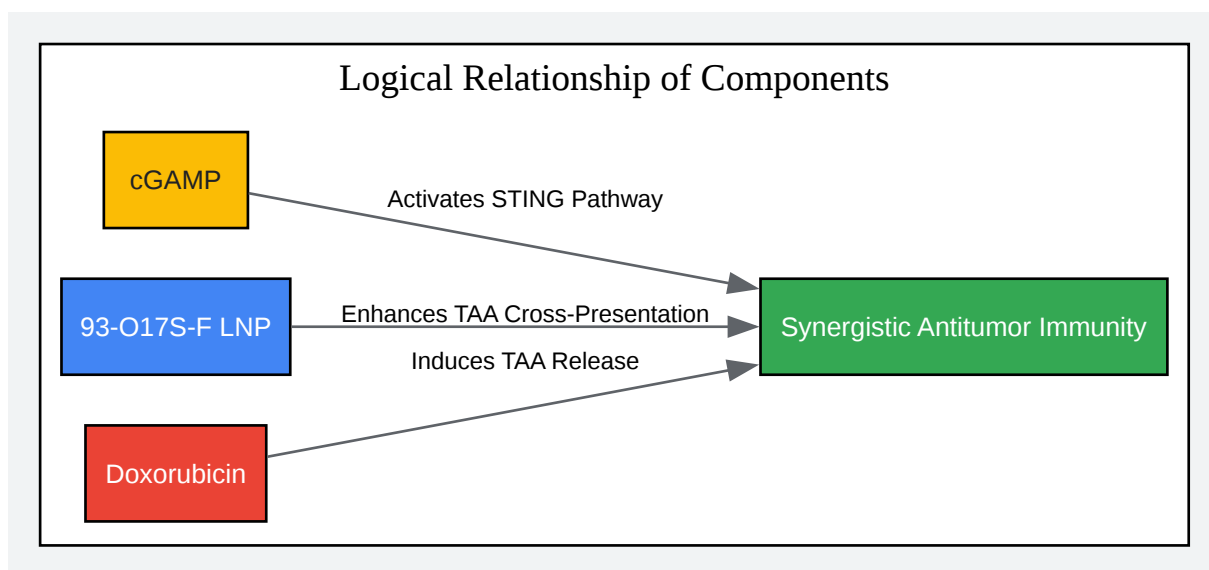 Logical Relationship of Components
cGAMP
Activates STING Pathway
93-O17S-F LNP
Enhances TAA Cross-Presentation
Synergistic Antitumor Immunity
Induces TAA Release
Doxorubicin